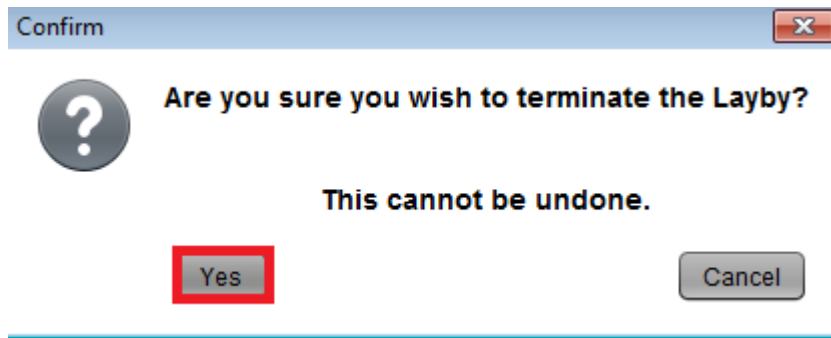 Confirm
Are you sure you wish to terminate the Layby?
This cannot be undone.
Yes
Cancel